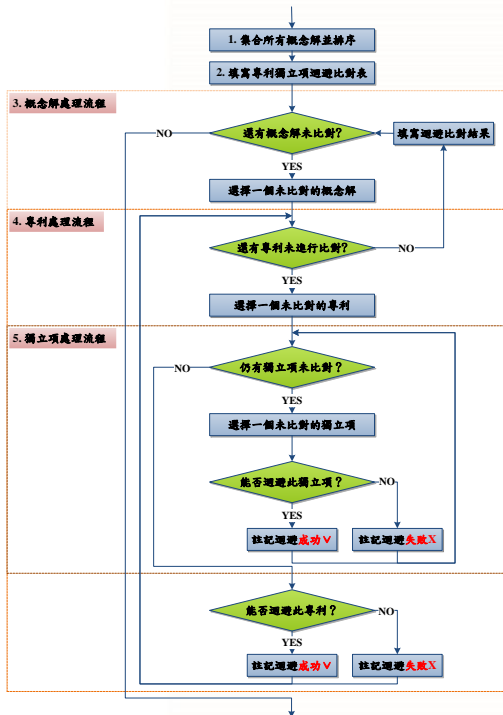 1. 集合所有概念解並排序
2. 填寫專利獨立項迴避比對表
3. 概念解處理流程
還有概念解未比對?
NO
填寫迴避比對結果
YES
選擇一個未比對的概念解
4. 專利處理流程
還有專利未進行比對?
NO
YES
選擇一個未比對的專利
5. 獨立項處理流程
仍有獨立項未比對？
NO
YES
選擇一個未比對的獨立項
能否迴避此獨立項？
NO
YES
註記迴避成功∨
註記迴避失敗X
能否迴避此專利？
NO
YES
註記迴避成功∨
註記迴避失敗X